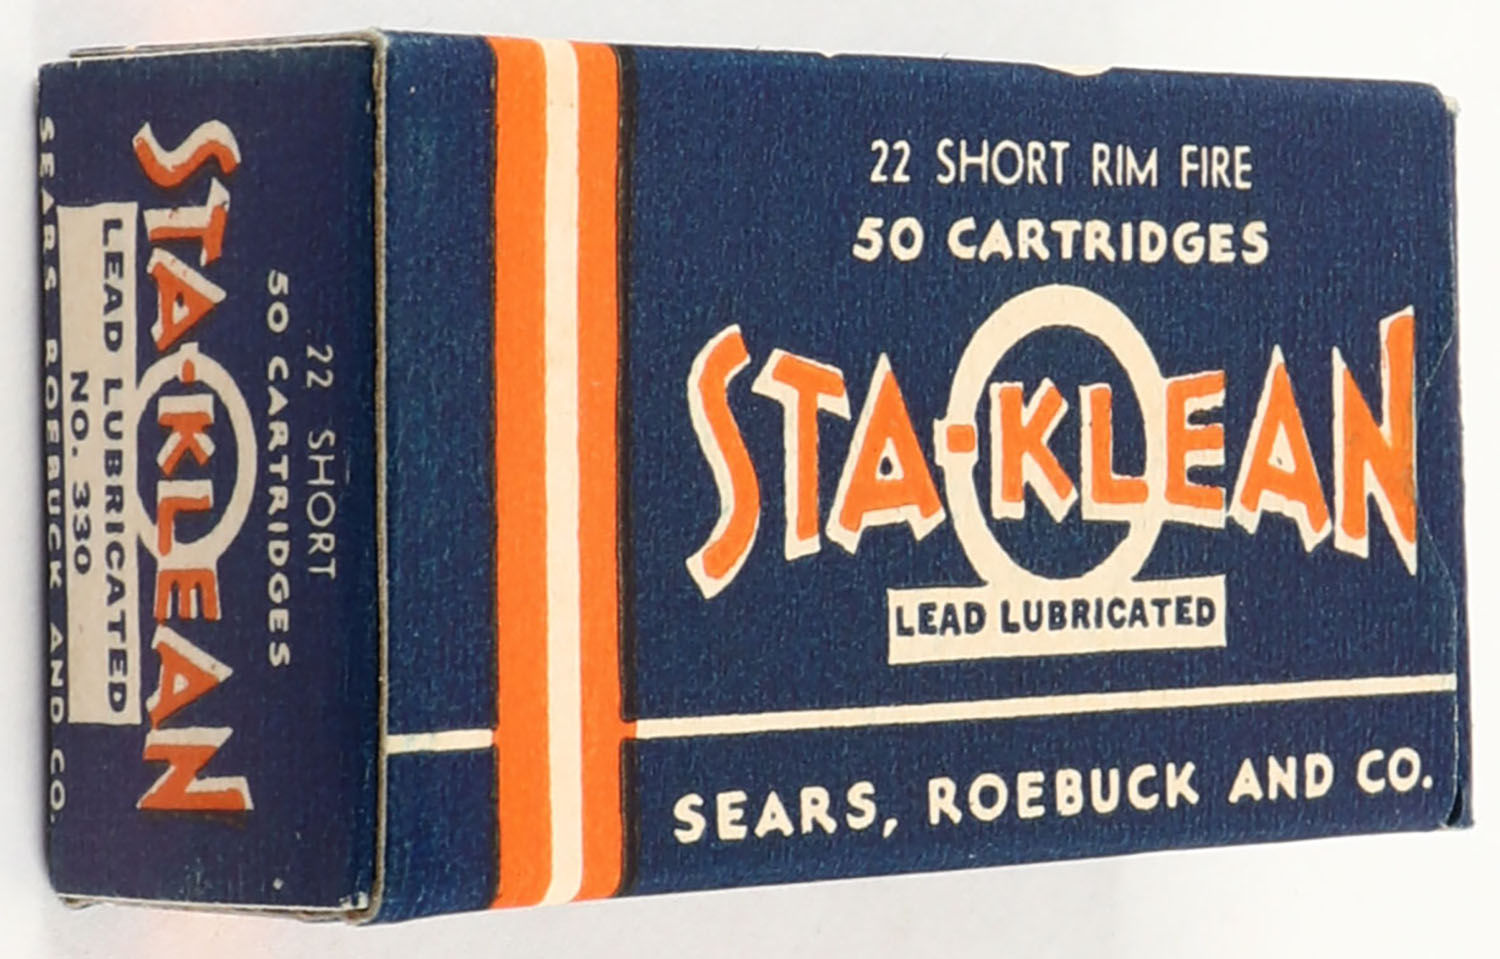 22 SHORT RIM FIRE
50 CARTRIDGES
STA-KLEAN
LEAD LUBRICATED
SEARS, ROEBUCK AND CO.
22 SHORT
50 CARTRIDGES
STA-KLEAN
LEAD LUBRICATED
NO. 330
SEARS ROEBUCK AND CO.